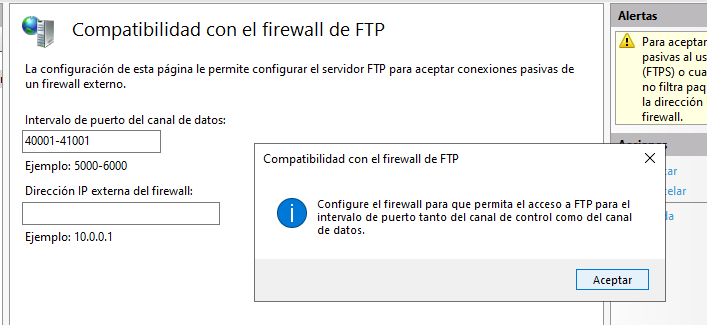 Compatibilidad con el firewall de FTP
La configuración de esta página le permite configurar el servidor FTP para aceptar conexiones pasivas de
un firewall externo.
Intervalo de puerto del canal de datos:
40001-41001
Ejemplo: 5000-6000
Dirección IP externa del firewall:
Ejemplo: 10.0.0.1
Compatibilidad con el firewall de FTP
Configure el firewall para que permita el acceso a FTP para el
intervalo de puerto tanto del canal de control como del canal
de datos.
Aceptar
Alertas
Para aceptar
pasivas al us
(FTPS) o cua
no filtra paq
la dirección
firewall.
car
elar
da